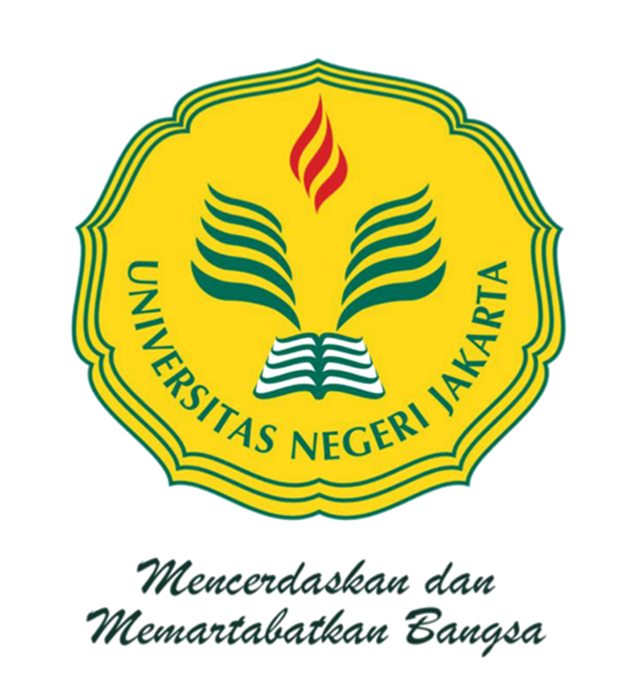 UNIVERSITAS NEGERI JAKARTA
Mencerdaskan dan
Memartabatkan Bangsa